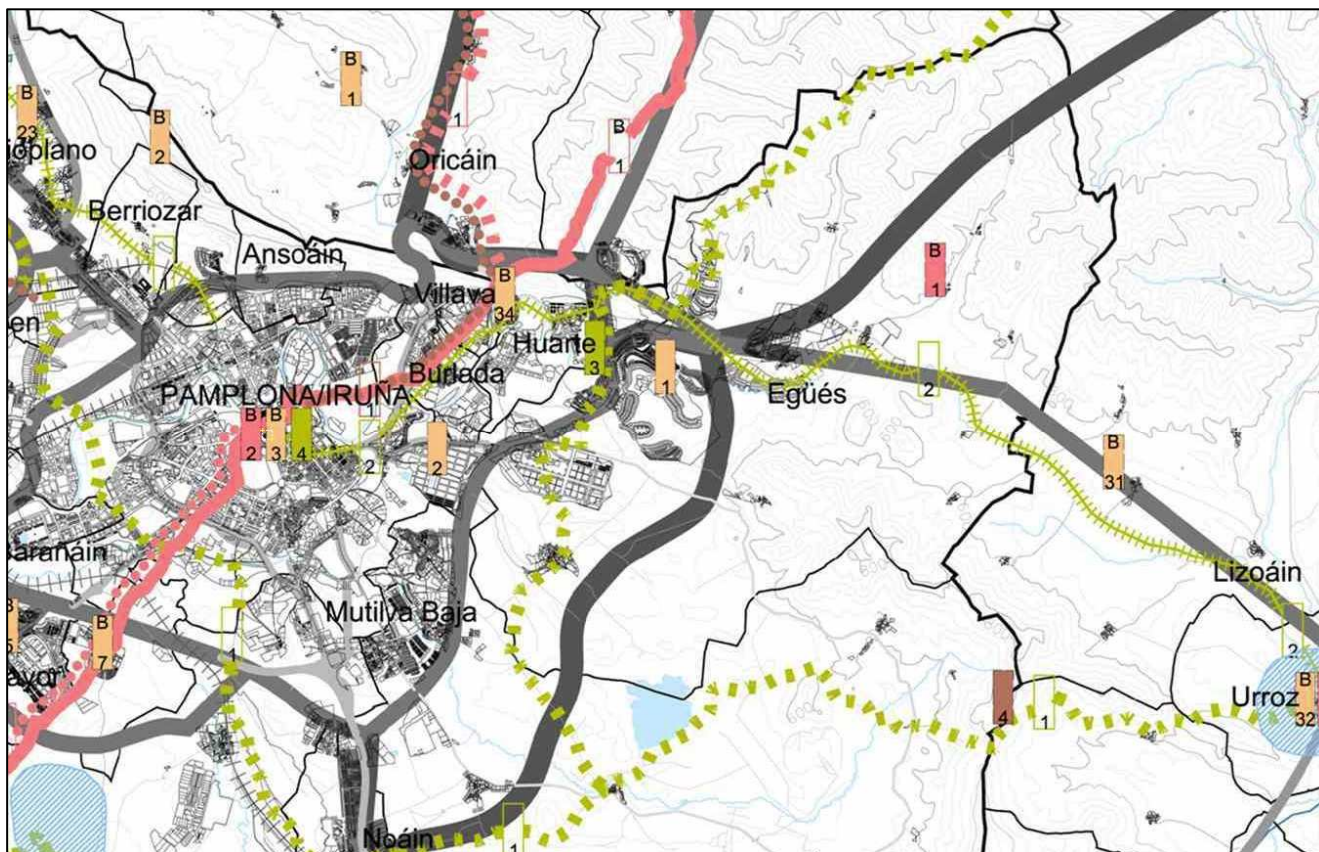 B
1
B
23
B
2
1
B
1
Oricáin
Berriozar
Ansoáin
B
1
Villava
B
34
Huarte
3
1
Burlada
Egüés
2
PAMPLONA/IRUÑA
1
B
2
B
3
4
2
2
B
31
Lizoáin
Mutilva Baja
B
7
1
2
Urroz
B
32
4
1
Noáin
1